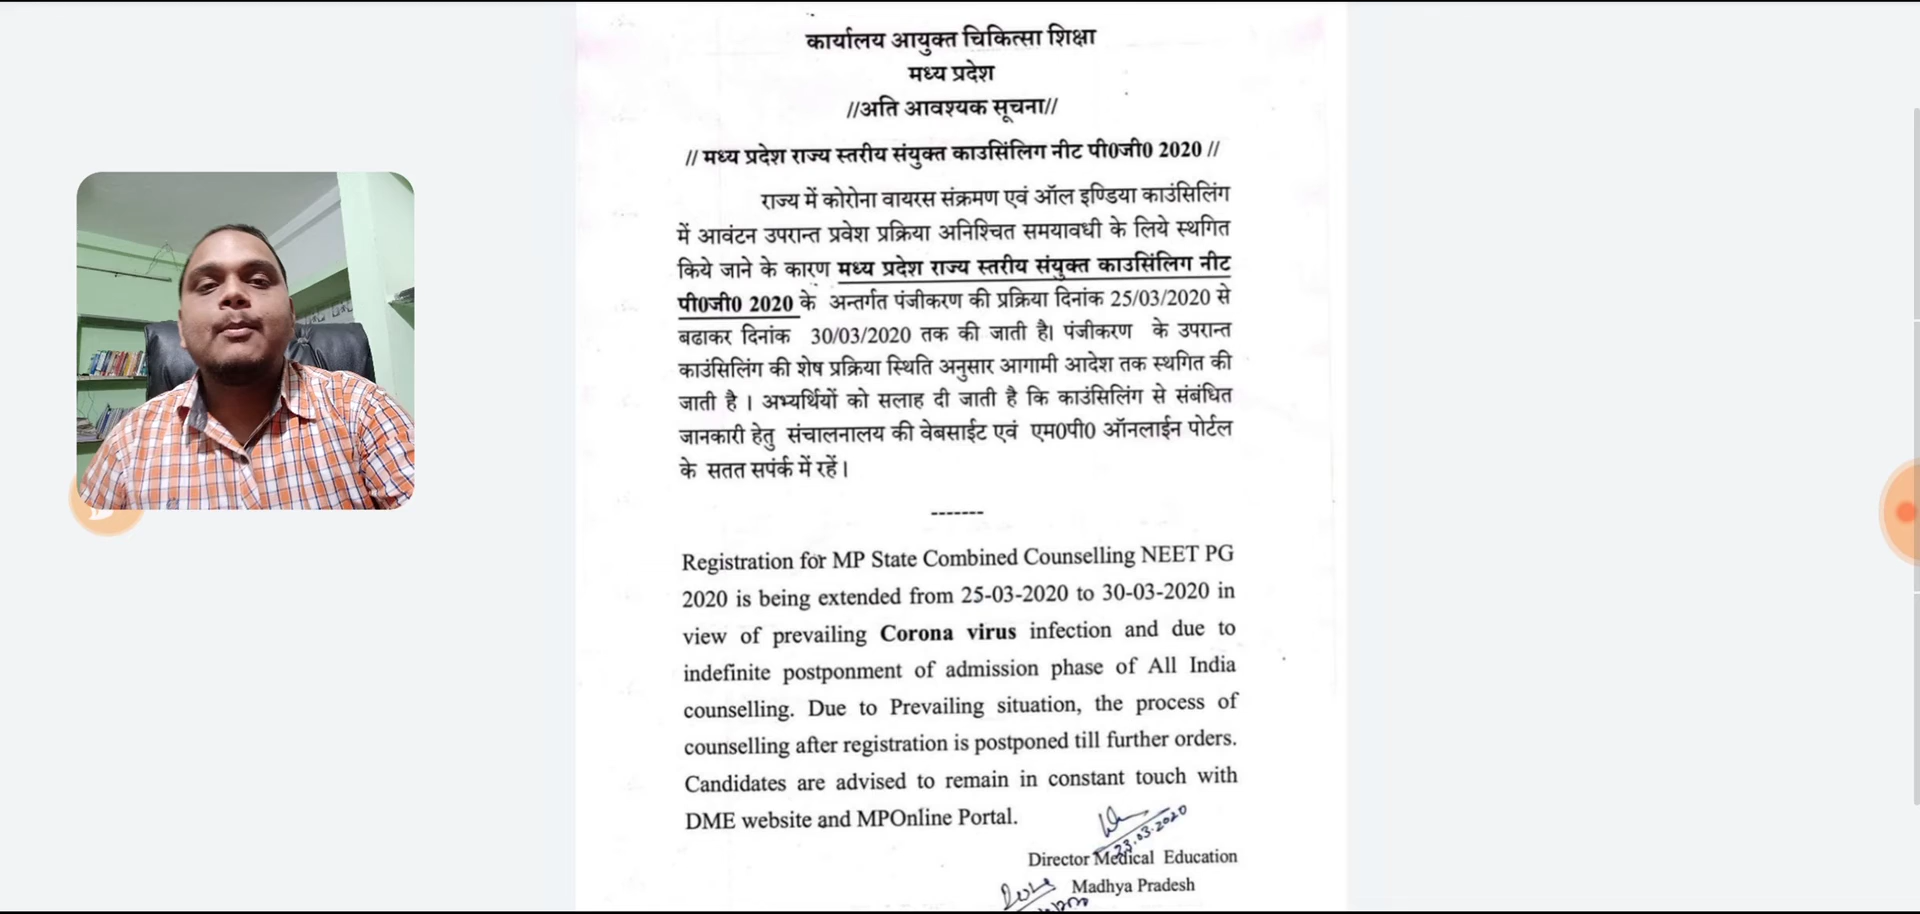 कार्यालय आयुक्त चिकित्सा शिक्षा
मध्य प्रदेश
//अति आवश्यक सूचना//
// मध्य प्रदेश राज्य स्तरीय संयुक्त काउसिंलिग नीट पी0जी0 2020 //
राज्य में कोरोना वायरस संक्रमण एवं ऑल इण्डिया काउंसिलिंग
में आवंटन उपरान्त प्रवेश प्रक्रिया अनिश्चित समयावधी के लिये स्थगित
किये जाने के कारण मध्य प्रदेश राज्य स्तरीय संयुक्त काउसिंलिग नीट
पी0जी0 2020 के अन्तर्गत पंजीकरण की प्रक्रिया दिनांक 25/03/2020 से
बढाकर दिनांक 30/03/2020 तक की जाती है। पंजीकरण के उपरान्त
काउंसिलिंग की शेष प्रक्रिया स्थिति अनुसार आगामी आदेश तक स्थगित की
जाती है । अभ्यर्थियों को सलाह दी जाती है कि काउंसिलिंग से संबंधित
जानकारी हेतु संचालनालय की वेबसाईट एवं एम0पी0 ऑनलाईन पोर्टल
के सतत सपंर्क में रहें।
-------
Registration for MP State Combined Counselling NEET PG
2020 is being extended from 25-03-2020 to 30-03-2020 in
view of prevailing Corona virus infection and due to
indefinite postponment of admission phase of All India
counselling. Due to Prevailing situation, the process of
counselling after registration is postponed till further orders.
Candidates are advised to remain in constant touch with
DME website and MPOnline Portal.
23.03.2020
Director Medical Education
Madhya Pradesh